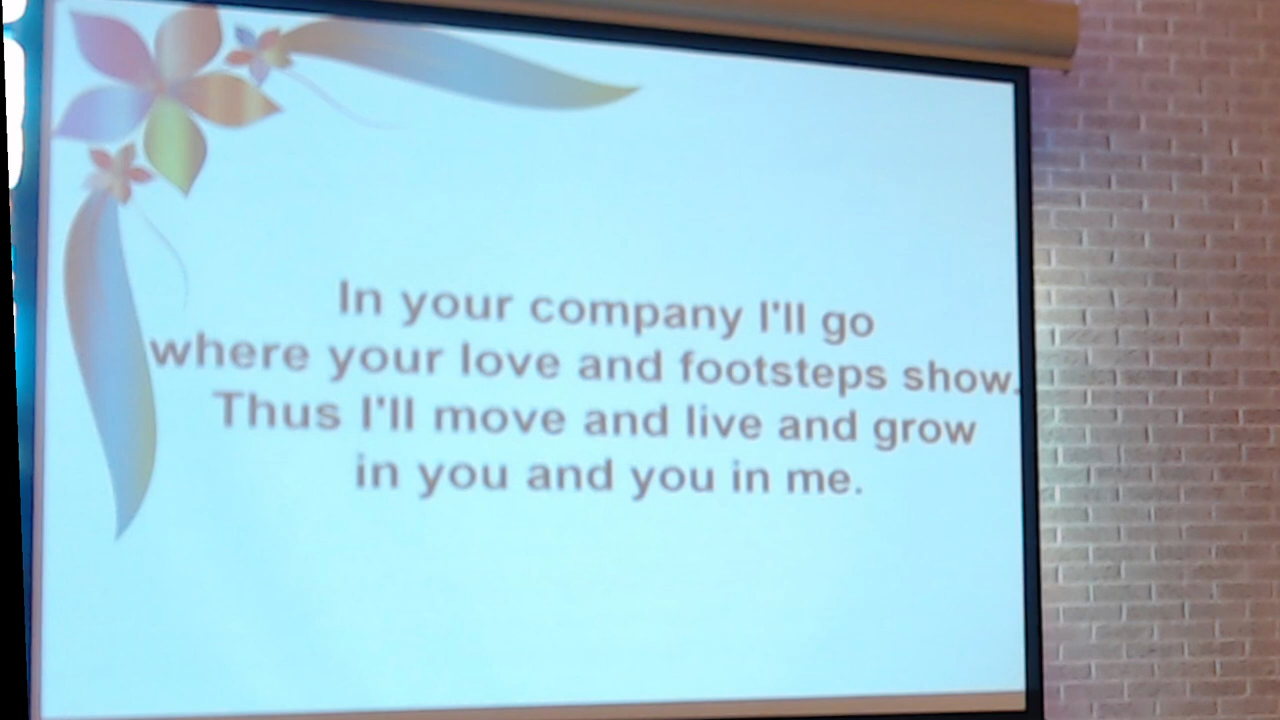 In your company I'll go
where your love and footsteps show.
Thus I'll move and live and grow
in you and you in me.